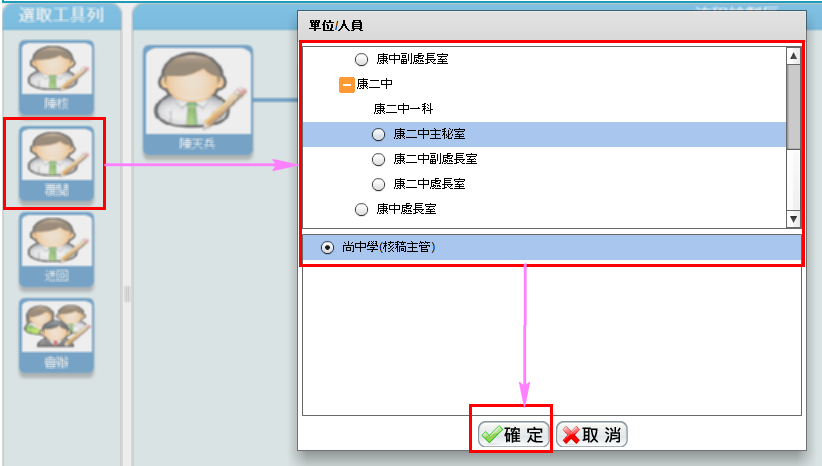 選取工具列
陳核
陳天兵
覆閱
送回
會辦
單位/人員
康中副處長室
康二中
康二中一科
康二中主秘室
康二中副處長室
康二中處長室
康中處長室
尚中學(核稿主管)
確定
取消